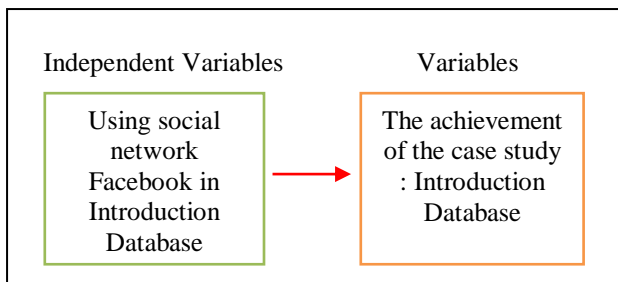 Independent Variables
Variables
Using social
network
Facebook in
Introduction
Database
The achievement
of the case study
: Introduction
Database